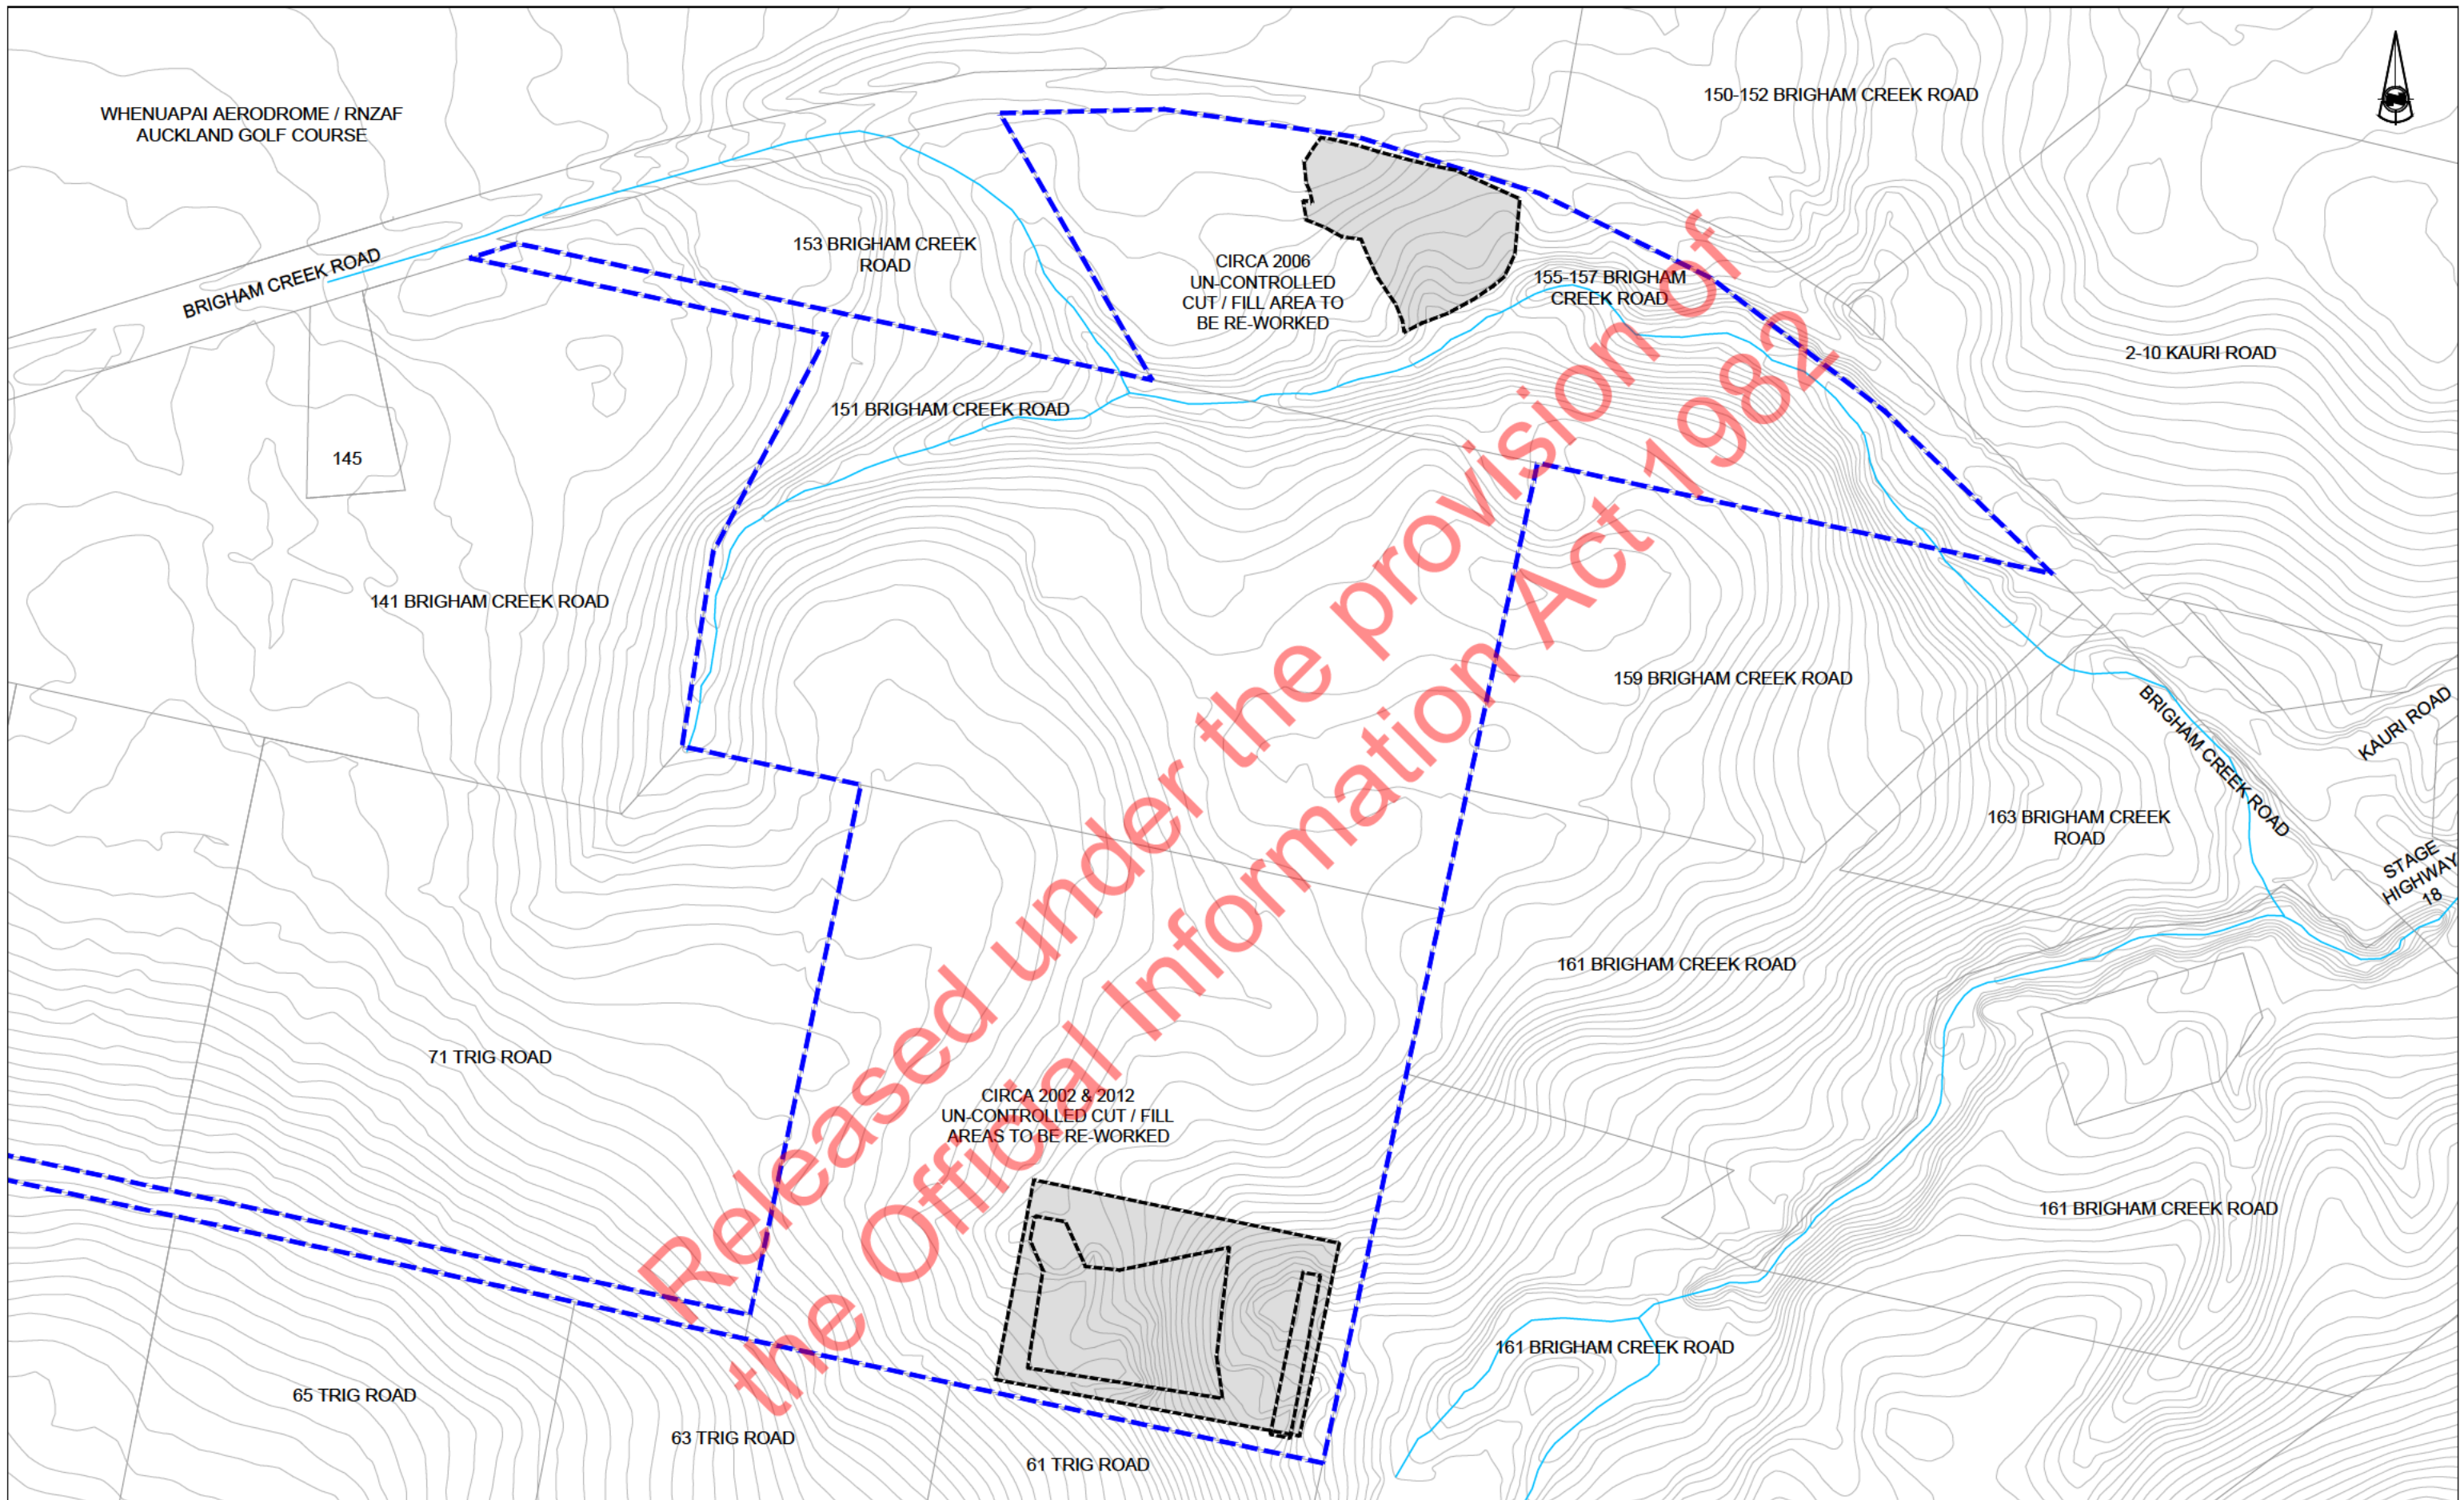 WHENUAPAI AERODROME / RNZAF
AUCKLAND GOLF COURSE
150-152 BRIGHAM CREEK ROAD
BRIGHAM CREEK ROAD
153 BRIGHAM CREEK
ROAD
CIRCA 2006
UN-CONTROLLED
CUT / FILL AREA TO
BE RE-WORKED
155-157 BRIGHAM
CREEK ROAD
2-10 KAURI ROAD
151 BRIGHAM CREEK ROAD
145
141 BRIGHAM CREEK ROAD
159 BRIGHAM CREEK ROAD
BRIGHAM CREEK ROAD
KAURI ROAD
163 BRIGHAM CREEK
ROAD
STAGE
HIGHWAY
18
161 BRIGHAM CREEK ROAD
71 TRIG ROAD
CIRCA 2002 & 2012
UN-CONTROLLED CUT / FILL
AREAS TO BE RE-WORKED
161 BRIGHAM CREEK ROAD
161 BRIGHAM CREEK ROAD
65 TRIG ROAD
63 TRIG ROAD
61 TRIG ROAD
Released under the provision of
the Official Information Act 1982